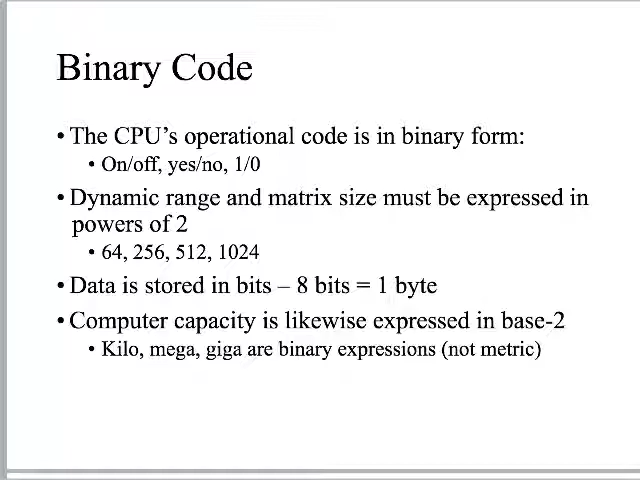 Binary Code
• The CPU's operational code is in binary form:
• On/off, yes/no, 1/0
• Dynamic range and matrix size must be expressed in
powers of 2
• 64, 256, 512, 1024
• Data is stored in bits – 8 bits = 1 byte
• Computer capacity is likewise expressed in base-2
• Kilo, mega, giga are binary expressions (not metric)